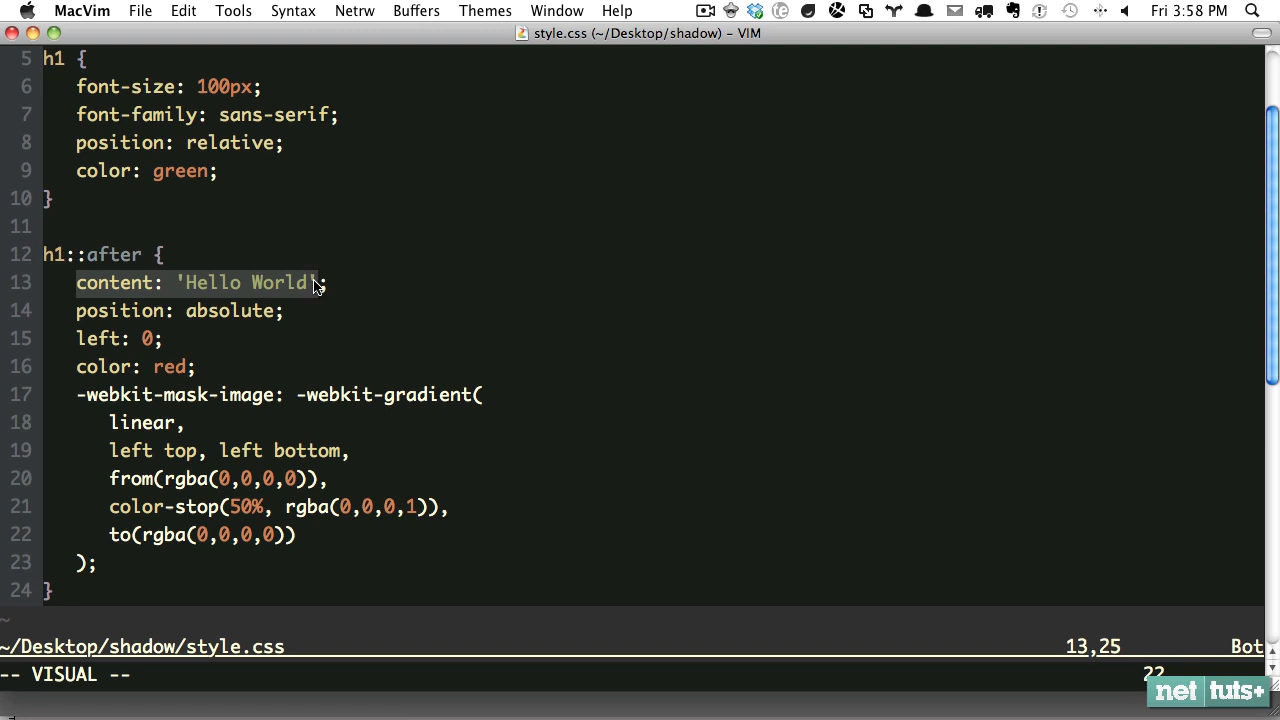 MacVim File Edit Tools Syntax Netrw Buffers Themes Window Help Fri 3:58 PM
style.css (~/Desktop/shadow) – VIM
5 h1 {
6 font-size: 100px;
7 font-family: sans-serif;
8 position: relative;
9 color: green;
10 }
11
12 h1::after {
13 content: 'Hello World';
14 position: absolute;
15 left: 0;
16 color: red;
17 -webkit-mask-image: -webkit-gradient(
18 linear,
19 left top, left bottom,
20 from(rgba(0,0,0,0)),
21 color-stop(50%, rgba(0,0,0,1)),
22 to(rgba(0,0,0,0))
23 );
24 }
~
~/Desktop/shadow/style.css 13,25 Bot
-- VISUAL -- 22
net tuts+